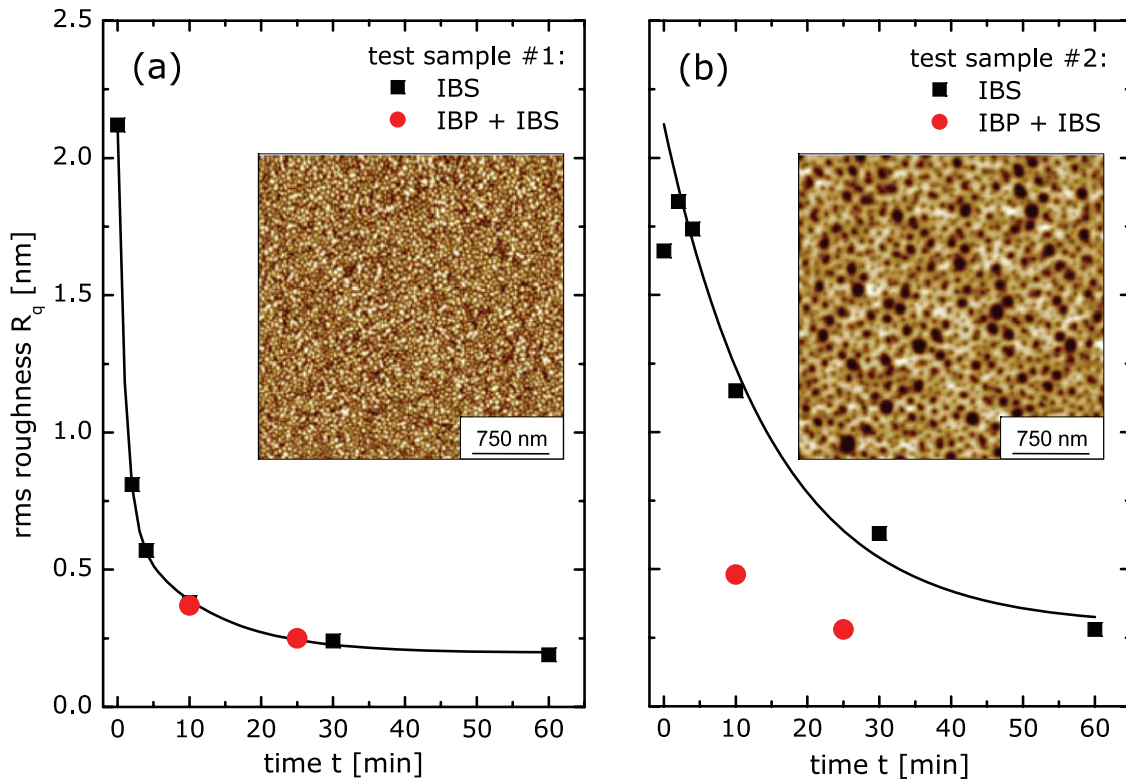 (a)
test sample #1:
IBS
IBP + IBS
750 nm
(b)
test sample #2:
IBS
IBP + IBS
750 nm
rms roughness R_q [nm]
2.5
2.0
1.5
1.0
0.5
0.0
0 10 20 30 40 50 60
time t [min]
0 10 20 30 40 50 60
time t [min]